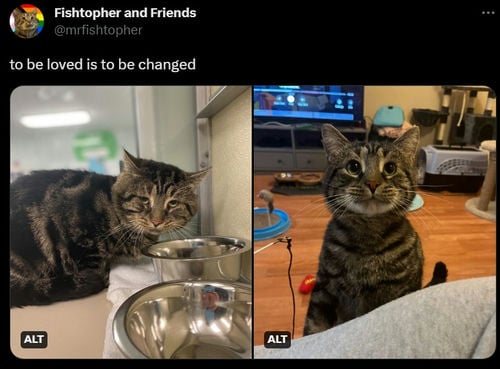 Fishtopher and Friends
@mrfishtopher
to be loved is to be changed
ALT
ALT